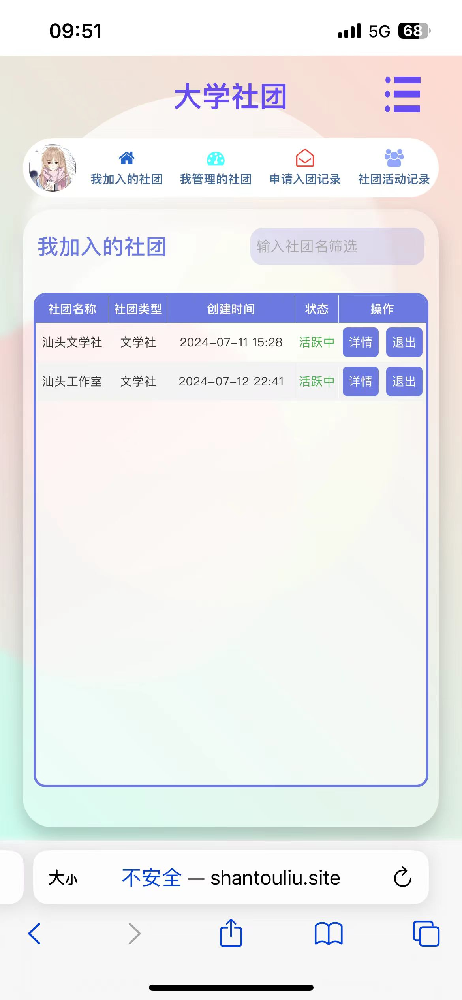 09:51 5G 68
大学社团
我加入的社团 我管理的社团 申请入团记录 社团活动记录
我加入的社团 输入社团名筛选
社团名称 社团类型 创建时间 状态 操作
汕头文学社 文学社 2024-07-11 15:28 活跃中 详情 退出
汕头工作室 文学社 2024-07-12 22:41 活跃中 详情 退出
大小 不安全 — shantouliu.site